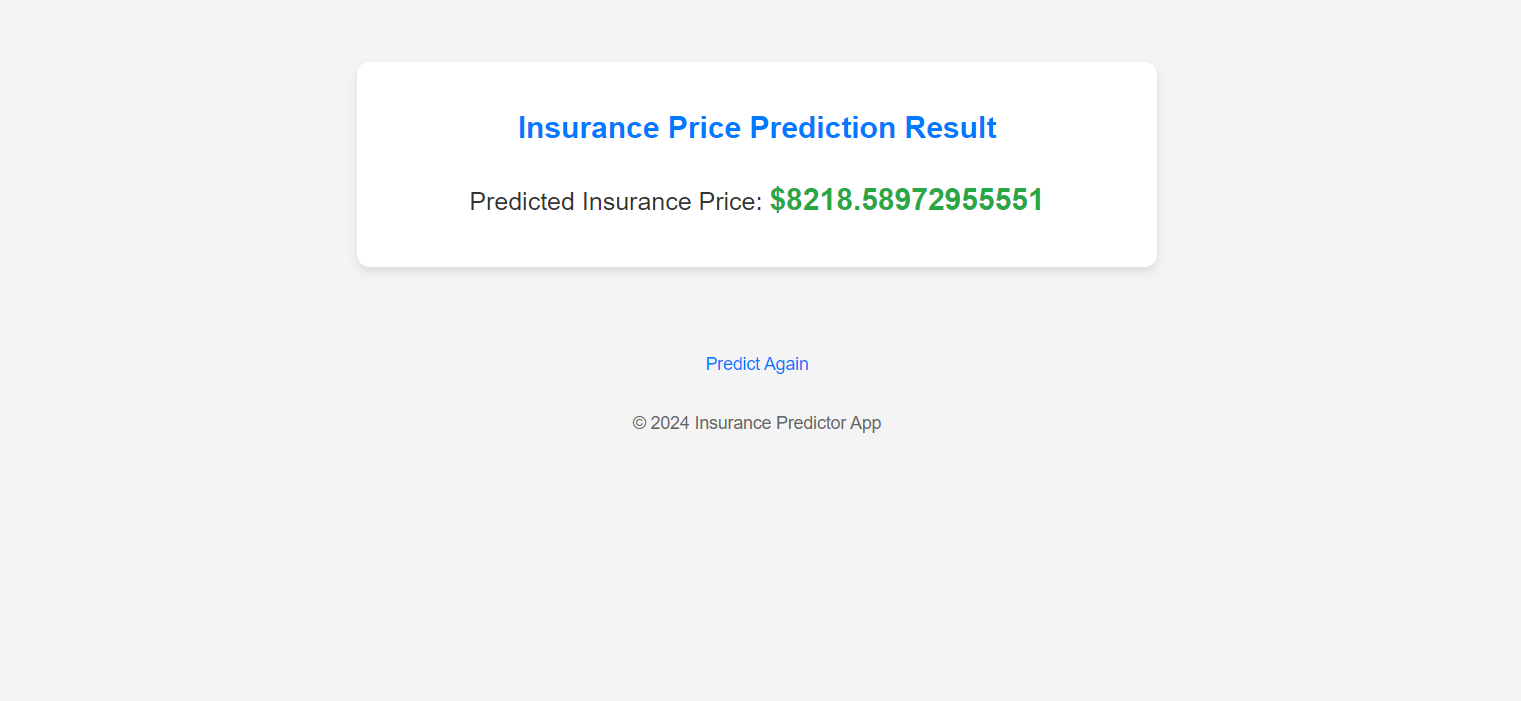 Insurance Price Prediction Result
Predicted Insurance Price: $8218.58972955551
Predict Again
© 2024 Insurance Predictor App